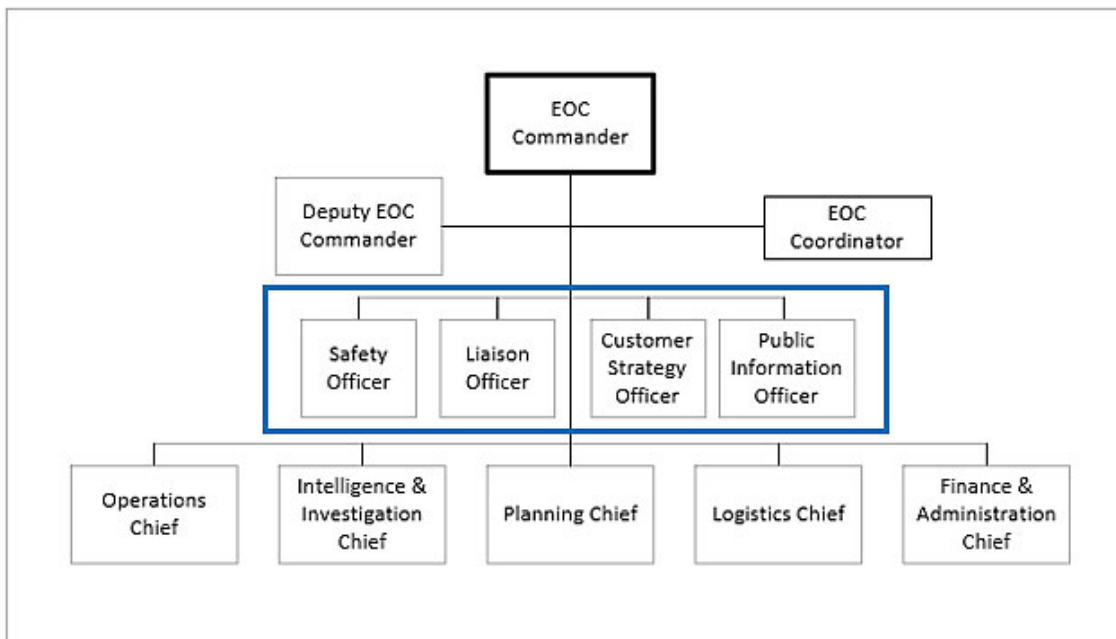 EOC
Commander
Deputy EOC
Commander
EOC
Coordinator
Safety
Officer
Liaison
Officer
Customer
Strategy
Officer
Public
Information
Officer
Operations
Chief
Intelligence &
Investigation
Chief
Planning Chief
Logistics Chief
Finance &
Administration
Chief